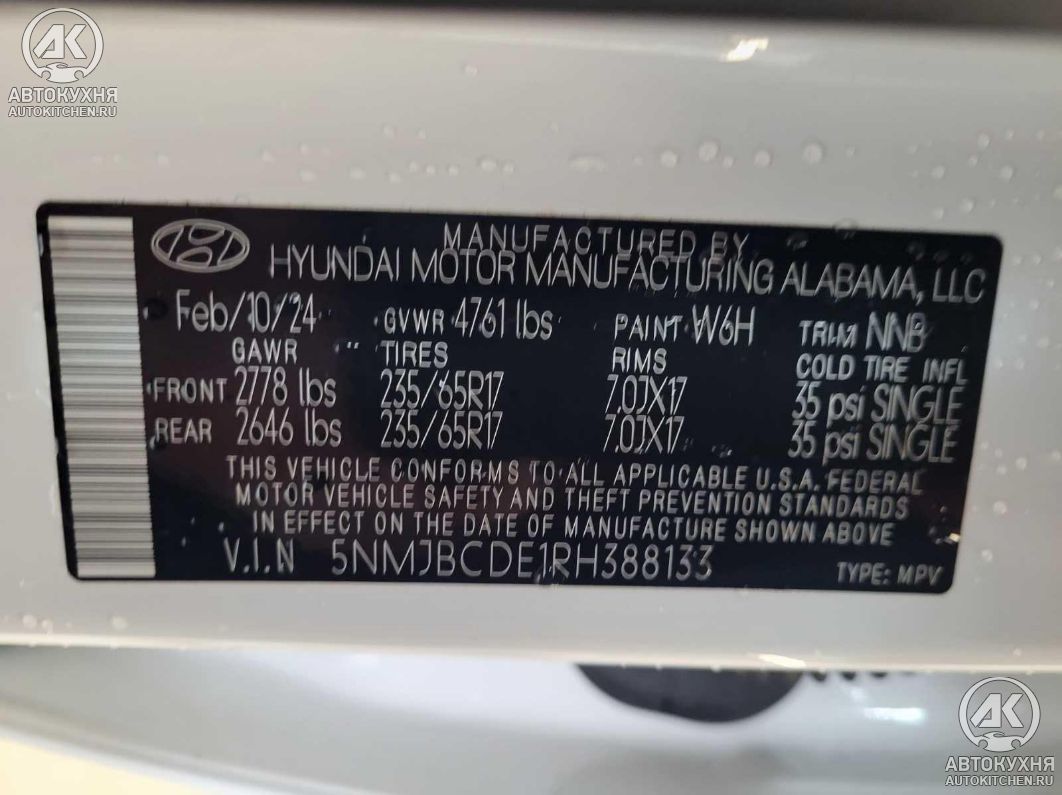 AK
АВТОКУХНЯ
AUTOKITCHEN.RU
MANUFACTURED BY
HYUNDAI MOTOR MANUFACTURING ALABAMA, LLC
Feb/10/24 GVWR 4761 lbs PAINT W6H TRIM NNB
GAWR TIRES RIMS COLD TIRE INFL
FRONT 2778 lbs 235/65R17 7.0JX17 35 psi SINGLE
REAR 2646 lbs 235/65R17 7.0JX17 35 psi SINGLE
THIS VEHICLE CONFORMS TO ALL APPLICABLE U.S.A. FEDERAL
MOTOR VEHICLE SAFETY AND THEFT PREVENTION STANDARDS
IN EFFECT ON THE DATE OF MANUFACTURE SHOWN ABOVE
V.I.N 5NMJBCDE1RH388133 TYPE: MPV
AK
АВТОКУХНЯ
AUTOKITCHEN.RU